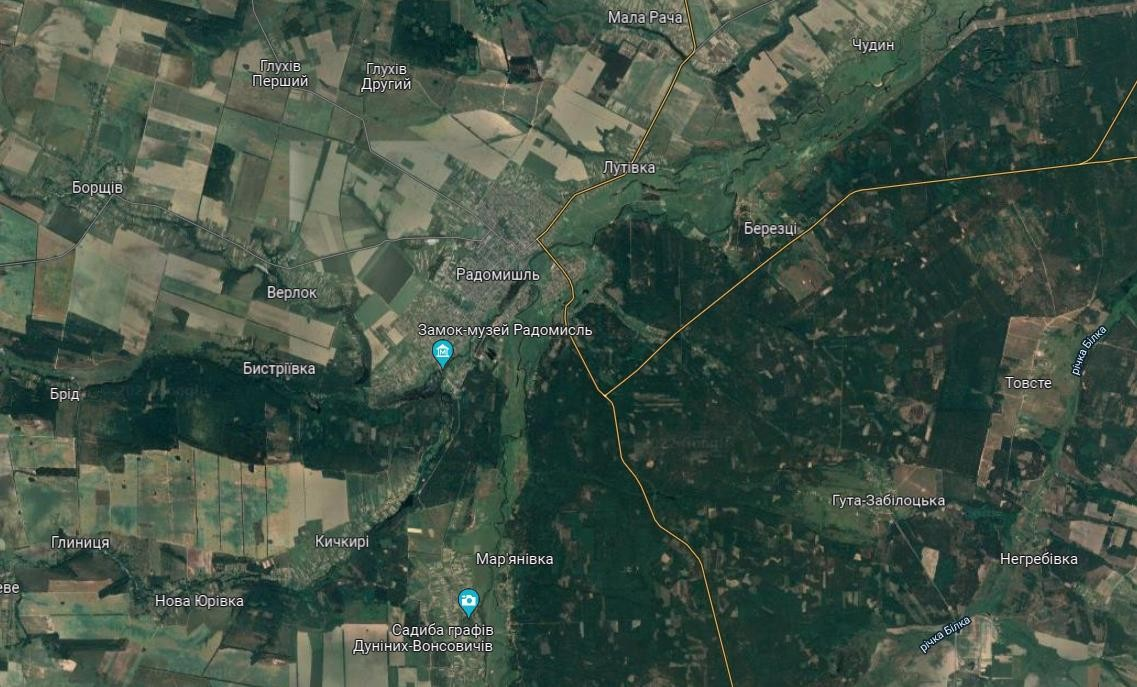 Мала Рача
Чудин
Глухів
Перший
Глухів
Другий
Лутівка
Борщів
Березці
Радомишль
Верлок
Замок-музей Радомисль
річка Білка
Бистріївка
Товсте
Брід
Гута-Забілоцька
Глиниця
Кичкирі
Мар'янівка
Негребівка
еве
Нова Юрівка
Садиба графів
Дуніних-Вонсовичів
річка Білка